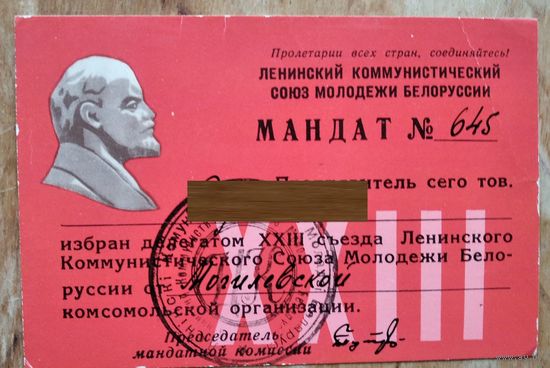 Пролетарии всех стран, соединяйтесь!
ЛЕНИНСКИЙ КОММУНИСТИЧЕСКИЙ
СОЮЗ МОЛОДЕЖИ БЕЛОРУССИИ
МАНДАТ № 645
сего тов.
избран делегатом XXIII съезда Ленинского
Коммунистического Союза Молодежи Бело-
руссии от Могилевской
комсомольской организации.
Председатель
мандатной комиссии
XXIII